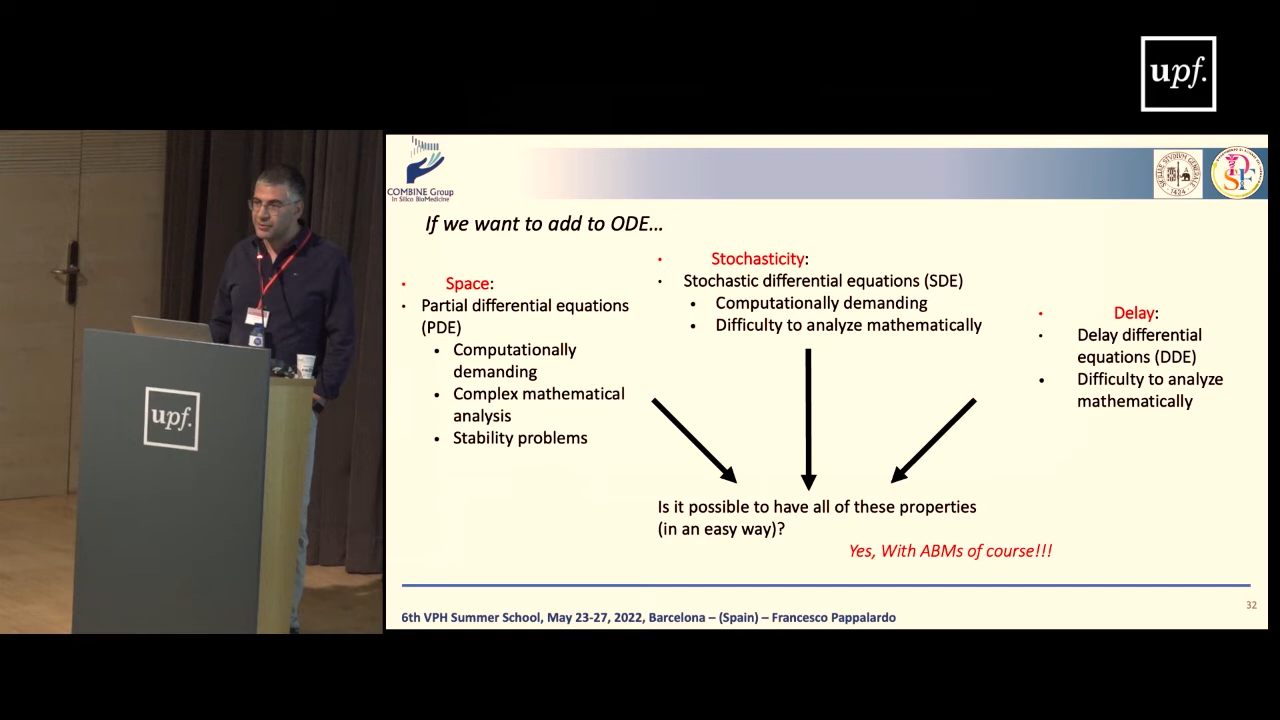 upf.
COMBINE Group
In Silico BioMedicine
If we want to add to ODE...
• Space:
• Partial differential equations
(PDE)
• Computationally
demanding
• Complex mathematical
analysis
• Stability problems
• Stochasticity:
• Stochastic differential equations (SDE)
• Computationally demanding
• Difficulty to analyze mathematically
• Delay:
• Delay differential
equations (DDE)
• Difficulty to analyze
mathematically
Is it possible to have all of these properties
(in an easy way)?
Yes, With ABMs of course!!!
32
6th VPH Summer School, May 23-27, 2022, Barcelona – (Spain) – Francesco Pappalardo
upf.